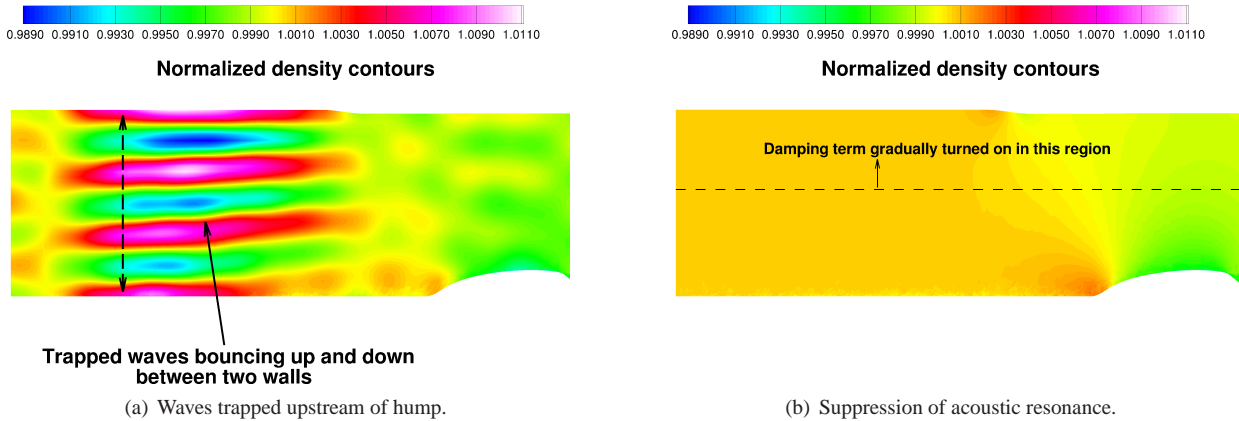 0.9890 0.9910 0.9930 0.9950 0.9970 0.9990 1.0010 1.0030 1.0050 1.0070 1.0090 1.0110
Normalized density contours
Trapped waves bouncing up and down
between two walls
(a) Waves trapped upstream of hump.
0.9890 0.9910 0.9930 0.9950 0.9970 0.9990 1.0010 1.0030 1.0050 1.0070 1.0090 1.0110
Normalized density contours
Damping term gradually turned on in this region
(b) Suppression of acoustic resonance.